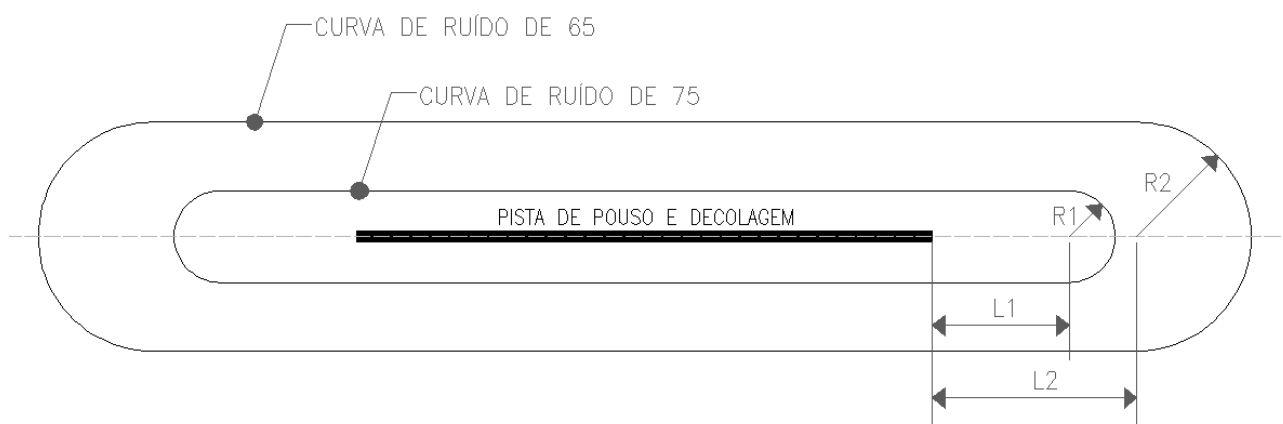 CURVA DE RUÍDO DE 65
CURVA DE RUÍDO DE 75
R2
PISTA DE POUSO E DECOLAGEM
R1
L1
L2